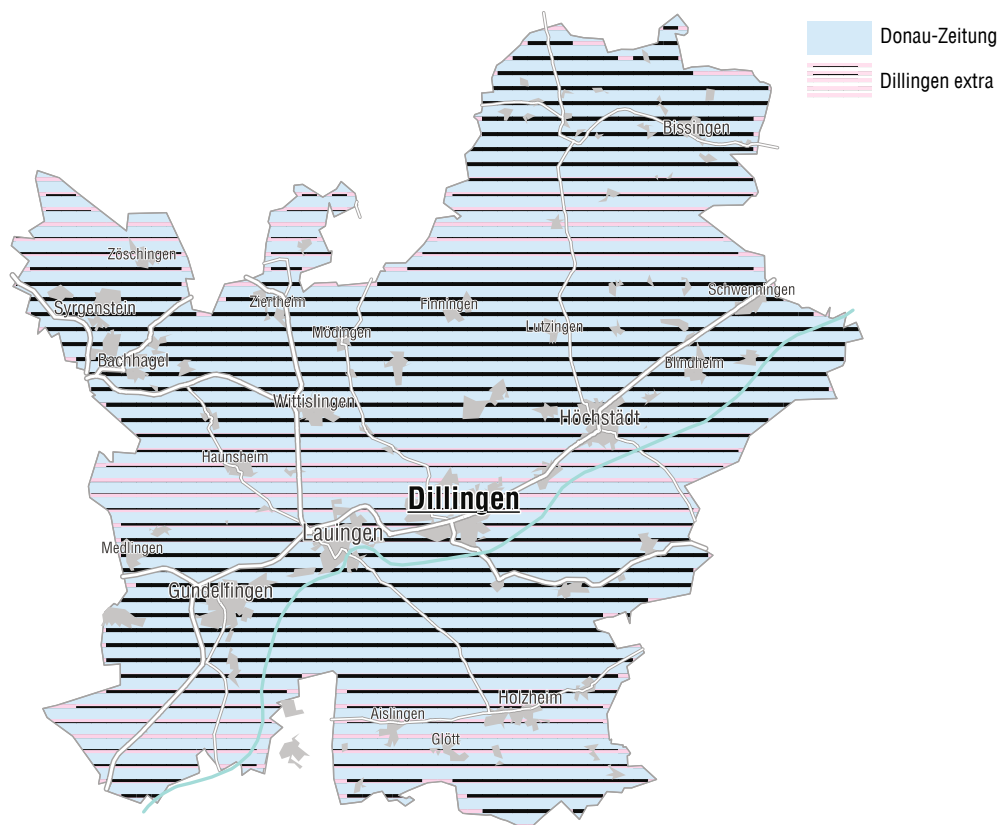 Donau-Zeitung
Dillingen extra
Bissingen
Zöschingen
Schwenningen
Syrgenstein
Ziertheim
Finningen
Mödingen
Lutzingen
Bachhagel
Blindheim
Wittislingen
Höchstädt
Haunsheim
Dillingen
Lauingen
Medlingen
Gundelfingen
Holzheim
Aislingen
Glött